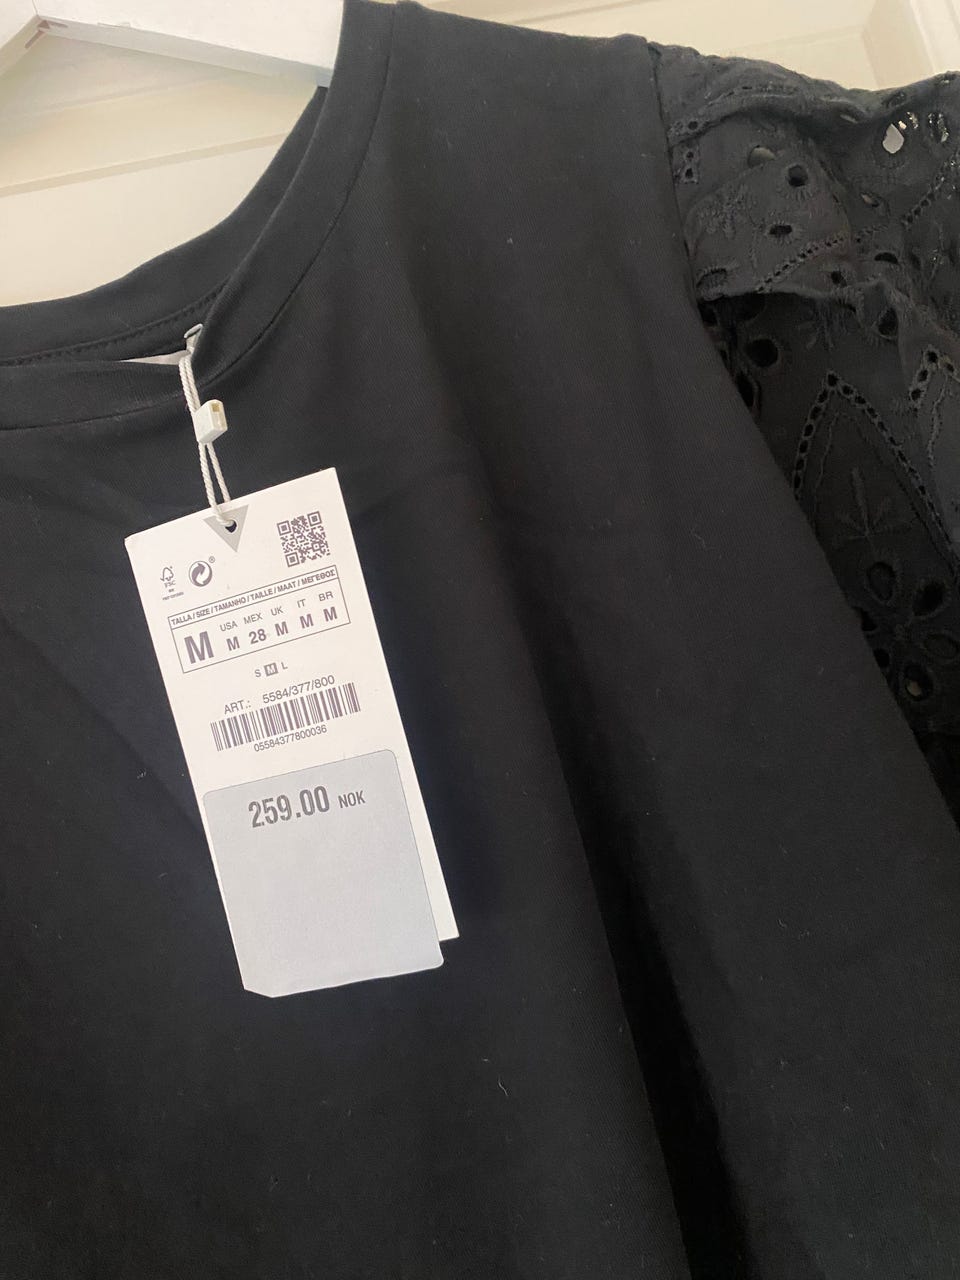 FSC
TALLA / SIZE / TAMANHO / TAILLE / MAAT / ΜΕΓΕΘΟΣ
M USA M MEX 28 UK M IT M BR M
S M L
ART.: 5584/377/800
05584377800036
259.00 NOK